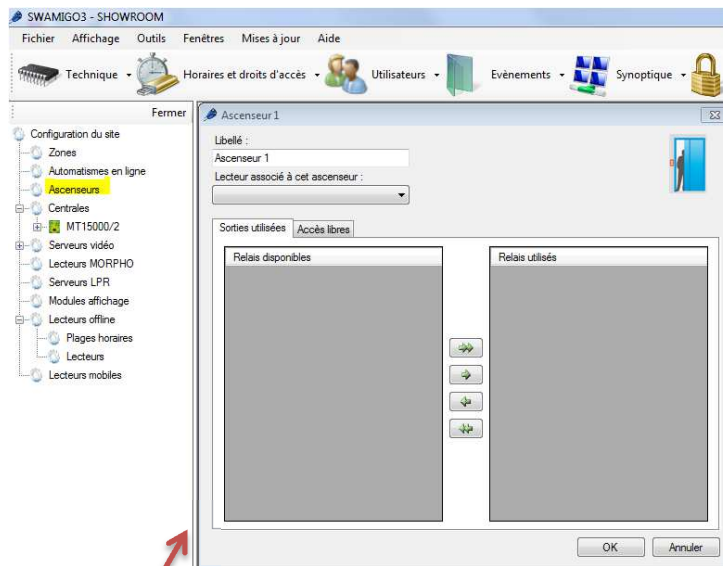 SWAMIGO3 - SHOWROOM
Fichier Affichage Outils Fenêtres Mises à jour Aide
Technique Horaires et droits d'accès Utilisateurs Evènements Synoptique
Fermer
Configuration du site
Zones
Automatismes en ligne
Ascenseurs
Centrales
MT15000/2
Serveurs vidéo
Lecteurs MORPHO
Serveurs LPR
Modules affichage
Lecteurs offline
Plages horaires
Lecteurs
Lecteurs mobiles
Ascenseur 1
Libellé :
Ascenseur 1
Lecteur associé à cet ascenseur :
Sorties utilisées Accès libres
Relais disponibles
Relais utilisés
OK Annuler